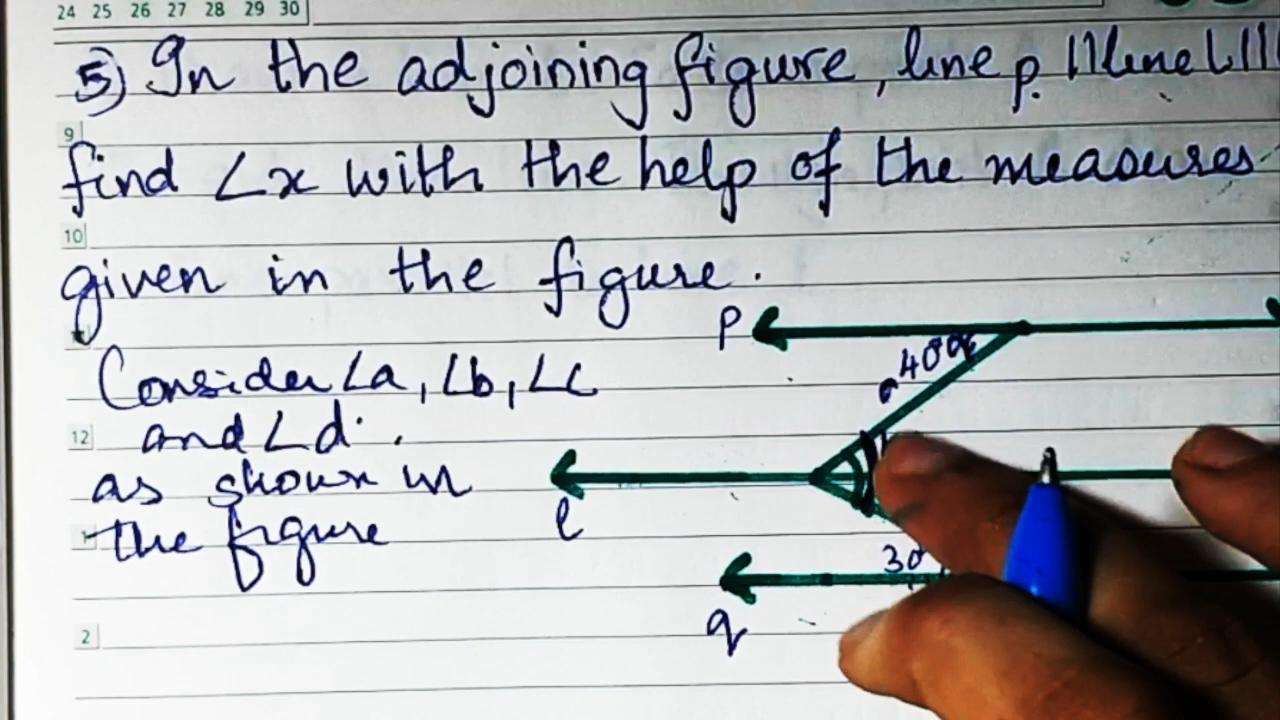 24 25 26 27 28 29 30
5) In the adjoining figure, line p || line l ||
9
find ∠x with the help of the measures
10
given in the figure.
p
40°
Consider ∠a, ∠b, ∠c
12
and ∠d.
as shown in
l
the figure
30
q
2